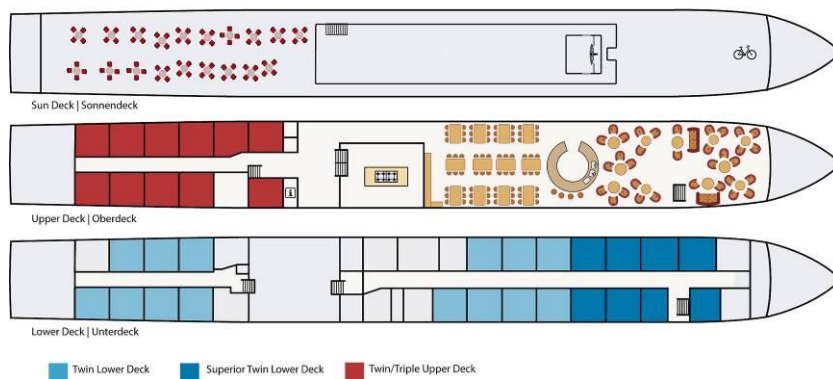 Sun Deck | Sonnendeck
Upper Deck | Oberdeck
Lower Deck | Unterdeck
Twin Lower Deck
Superior Twin Lower Deck
Twin/Triple Upper Deck